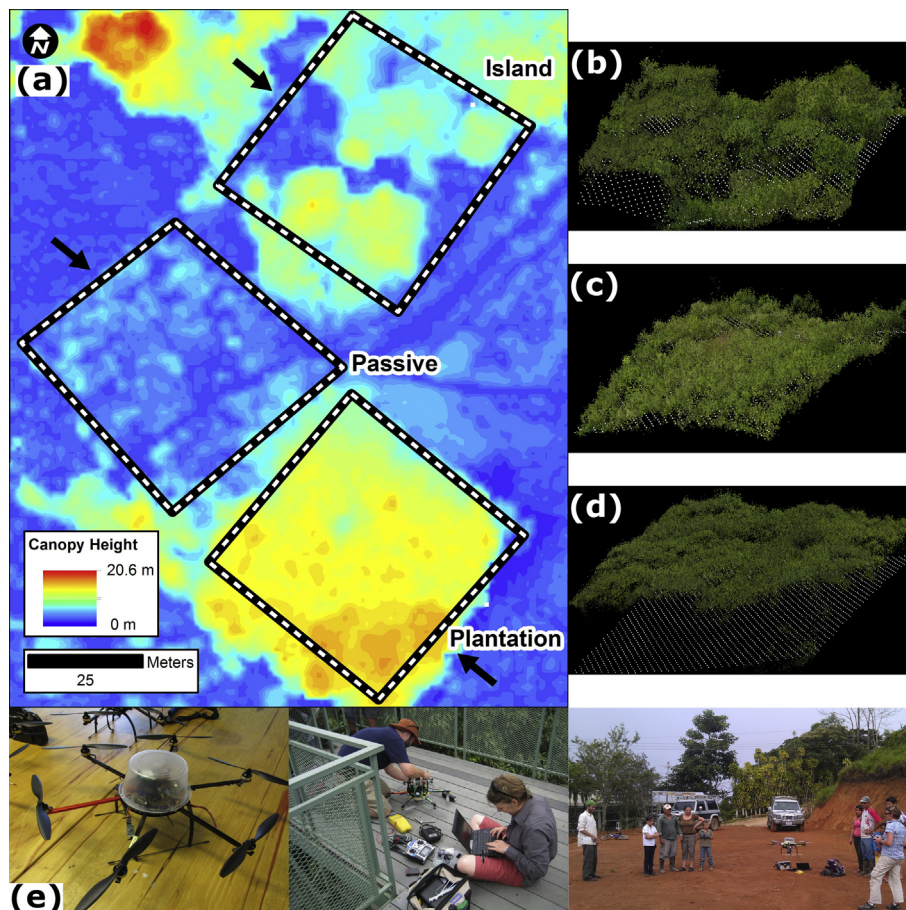 N
(a)
Island
Passive
Plantation
Canopy Height
20.6 m
0 m
Meters
25
(b)
(c)
(d)
(e)